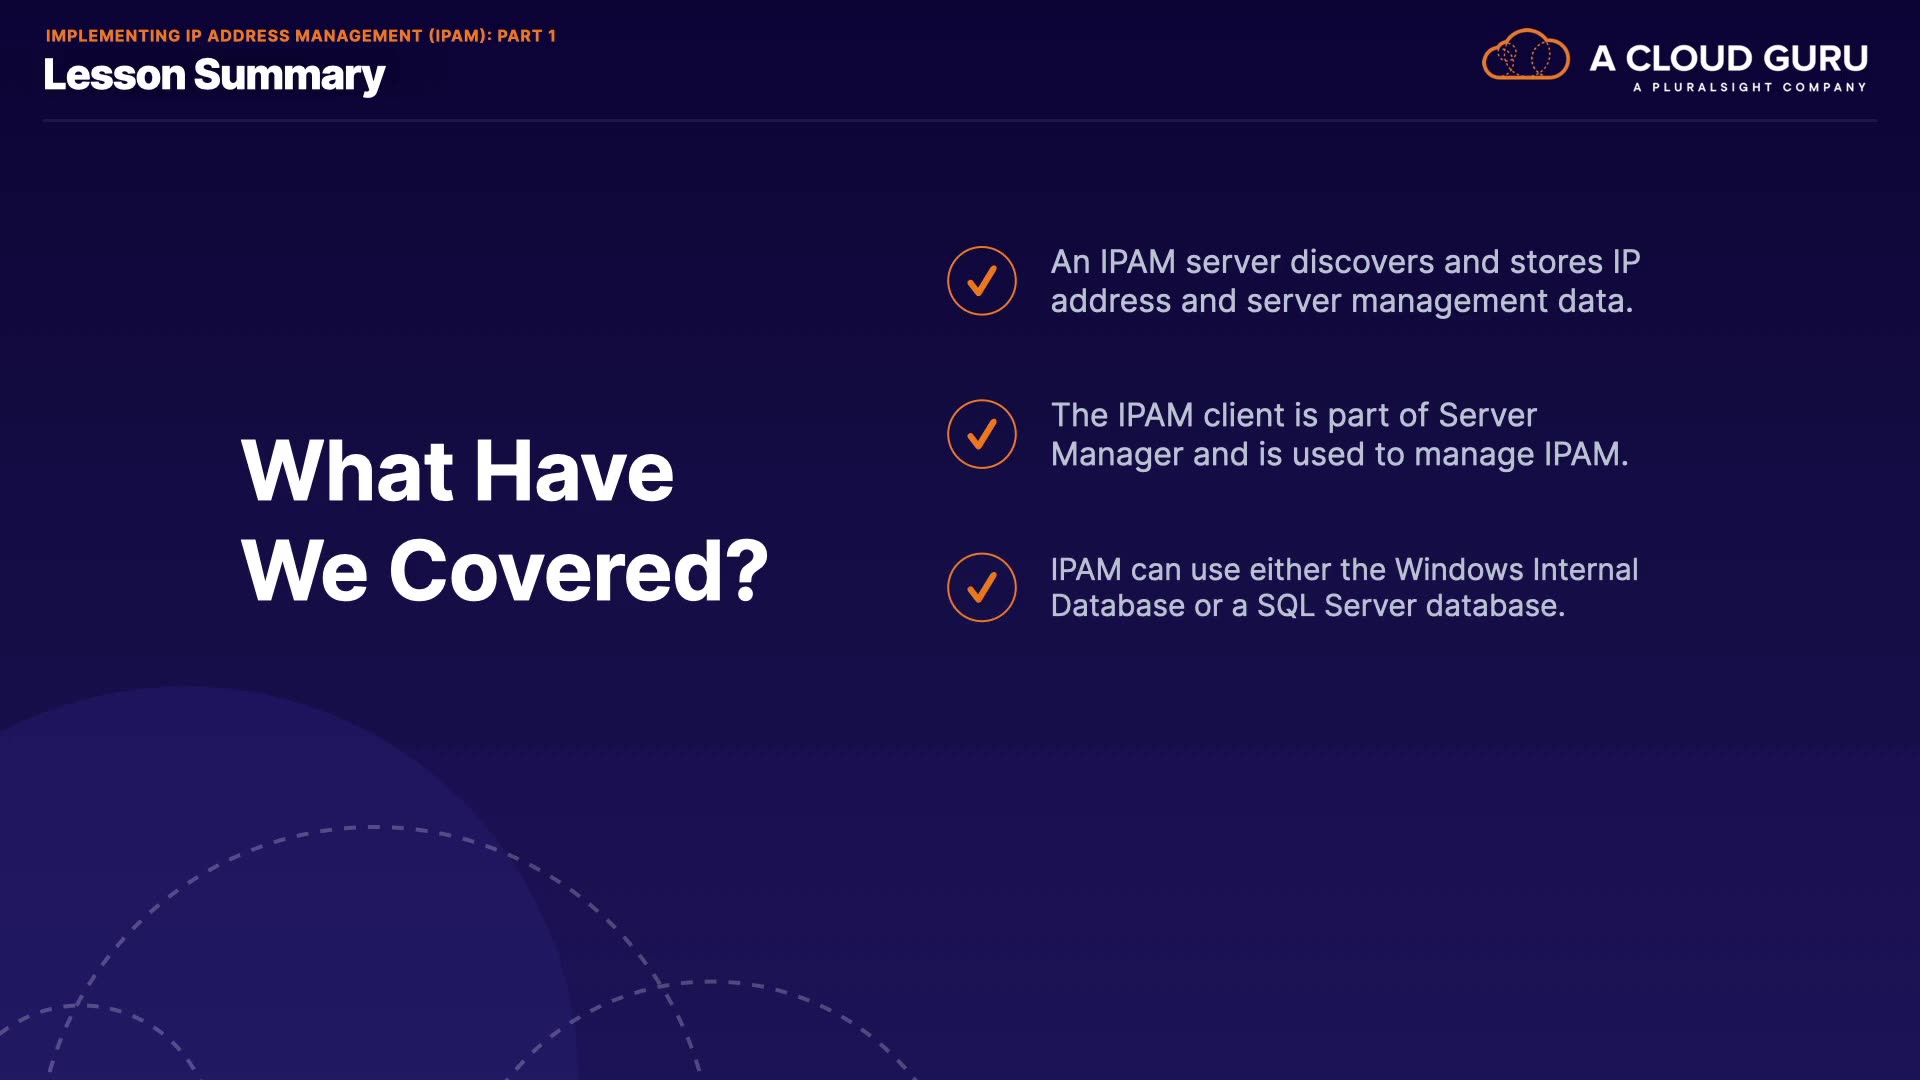 IMPLEMENTING IP ADDRESS MANAGEMENT (IPAM): PART 1
Lesson Summary
A CLOUD GURU
A PLURALSIGHT COMPANY
What Have
We Covered?
An IPAM server discovers and stores IP
address and server management data.
The IPAM client is part of Server
Manager and is used to manage IPAM.
IPAM can use either the Windows Internal
Database or a SQL Server database.